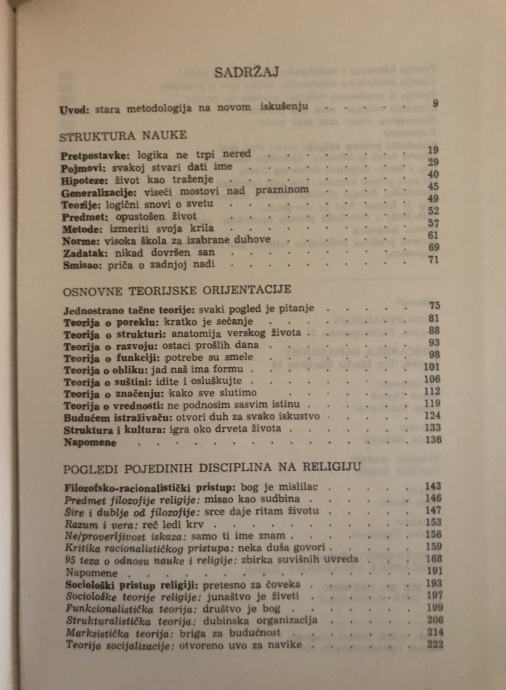 SADRŽAJ
Uvod: stara metodologija na novom iskušenju . . . . . 9
STRUKTURA NAUKE
Pretpostavke: logika ne trpi nered . . . . . . . 19
Pojmovi: svakoj stvari dati ime . . . . . . . . 29
Hipoteze: život kao traženje . . . . . . . . 40
Generalizacije: viseći mostovi nad prazninom . . . . . 45
Teorije: logični snovi o svetu . . . . . . . . 49
Predmet: opustošen život . . . . . . . . 52
Metode: izmeriti svoja krila . . . . . . . . 57
Norme: visoka škola za izabrane duhove . . . . . . 61
Zadatak: nikad dovršen san . . . . . . . . 69
Smisao: priča o zadnjoj nadi . . . . . . . . 71
OSNOVNE TEORIJSKE ORIJENTACIJE
Jednostrano tačne teorije: svaki pogled je pitanje . . . . 75
Teorija o poreklu: kratko je sećanje . . . . . . 81
Teorija o strukturi: anatomija verskog života . . . . . 88
Teorija o razvoju: ostaci prošlih dana . . . . . . 93
Teorija o funkciji: potrebe su smele . . . . . . 98
Teorija o obliku: jad naš ima formu . . . . . . . 101
Teorija o suštini: idite i osluškujte . . . . . . . 106
Teorija o značenju: kako sve slutimo . . . . . . 112
Teorija o vrednosti: ne podnosim sasvim istinu . . . . . 119
Budućem istraživaču: otvori duh za svako iskustvo . . . . 124
Struktura i kultura: igra oko drveta života . . . . . 133
Napomene . . . . . . . . . . . 136
POGLEDI POJEDINIH DISCIPLINA NA RELIGIJU
Filozofsko-racionalistički pristup: bog je mislilac . . . . 143
Predmet filozofije religije: misao kao sudbina . . . . . 146
Šire i dublje od filozofije: srce daje ritam životu . . . . 147
Razum i vera: reč ledi krv . . . . . . . . 153
Ne/proverljivost iskaza: samo ti ime znam . . . . . 156
Kritika racionalističkog pristupa: neka duša govori . . . . 159
95 teza o odnosu nauke i religije: zbirka suvišnih uvreda . . 168
Napomene . . . . . . . . . . . 191
Sociološki pristup religiji: pretesno za čoveka . . . . . 193
Sociološke teorije religije: junaštvo je živeti . . . . . 197
Funkcionalistička teorija: društvo je bog . . . . . . 199
Strukturalistička teorija: dubinska organizacija . . . . . 206
Marksistička teorija: briga za budućnost . . . . . . 214
Teorija socijalizacije: otvoreno uvo za navike . . . . . 222